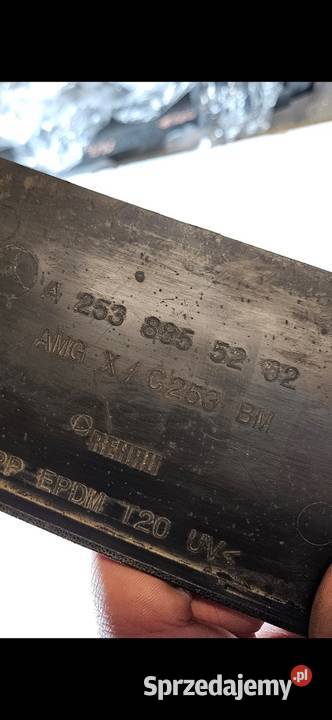 A 253 885 52 02
AMG X / C253 BM
REHAU
PP EPDM T20 UV<
Sprzedajemy.pl